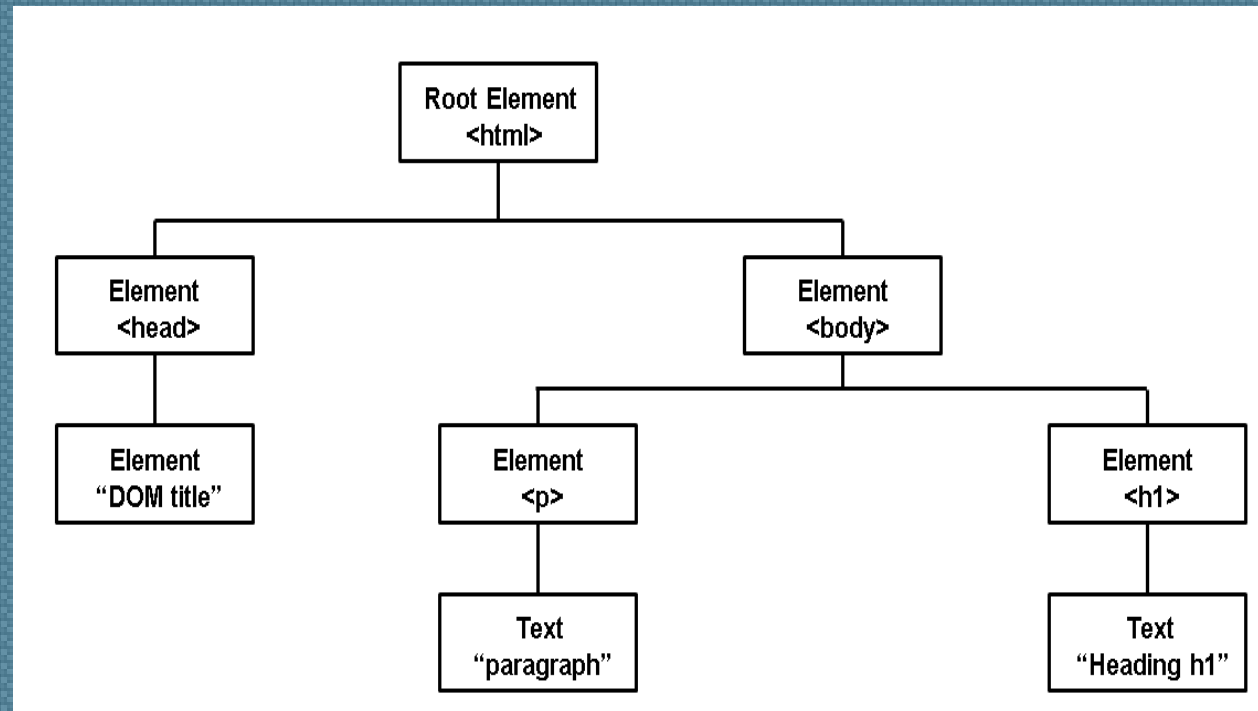 Root Element
<html>
Element
<head>
Element
<body>
Element
“DOM title”
Element
<p>
Element
<h1>
Text
“paragraph”
Text
“Heading h1”